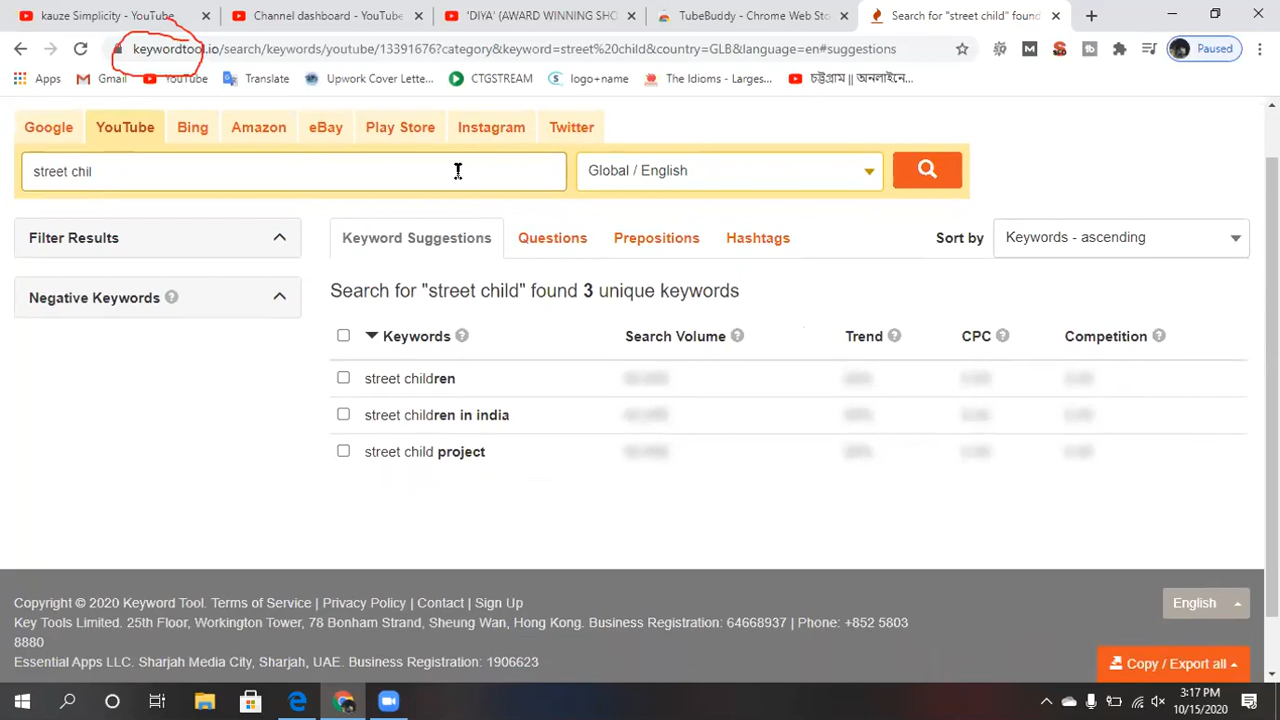 kauze Simplicity - YouTube
Channel dashboard - YouTube
'DIYA' (AWARD WINNING SHO
TubeBuddy - Chrome Web Sto
Search for "street child" found
keywordtool.io/search/keywords/youtube/13391676?category&keyword=street%20child&country=GLB&language=en#suggestions
Paused
Apps
Gmail
YouTube
Translate
Upwork Cover Letter...
CTGSTREAM
logo+name
The Idioms - Larges...
চট্টগ্রাম || অনলাইনে...
Google
YouTube
Bing
Amazon
eBay
Play Store
Instagram
Twitter
street chil
Global / English
Filter Results
Keyword Suggestions
Questions
Prepositions
Hashtags
Sort by
Keywords - ascending
Negative Keywords
Search for "street child" found 3 unique keywords
Keywords
Search Volume
Trend
CPC
Competition
street children
street children in india
street child project
Copyright © 2020 Keyword Tool. Terms of Service | Privacy Policy | Contact | Sign Up
English
Key Tools Limited. 25th Floor, Workington Tower, 78 Bonham Strand, Sheung Wan, Hong Kong. Business Registration: 64668937 | Phone: +852 5803
8880
Essential Apps LLC. Sharjah Media City, Sharjah, UAE. Business Registration: 1906623
Copy / Export all
3:17 PM
10/15/2020